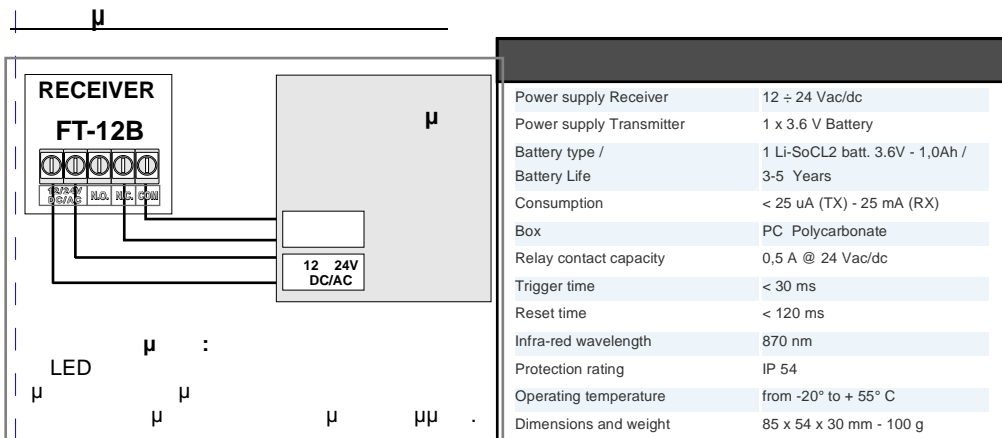 μ
RECEIVER
FT-12B
12/24V
DC/AC
N.O.
N.C.
COM
μ
12 24V
DC/AC
μ :
LED
μ μ
μ μ μμ .
Power supply Receiver 12 ÷ 24 Vac/dc
Power supply Transmitter 1 x 3.6 V Battery
Battery type / 1 Li-SoCL2 batt. 3.6V - 1,0Ah /
Battery Life 3-5 Years
Consumption < 25 uA (TX) - 25 mA (RX)
Box PC Polycarbonate
Relay contact capacity 0,5 A @ 24 Vac/dc
Trigger time < 30 ms
Reset time < 120 ms
Infra-red wavelength 870 nm
Protection rating IP 54
Operating temperature from -20° to + 55° C
Dimensions and weight 85 x 54 x 30 mm - 100 g